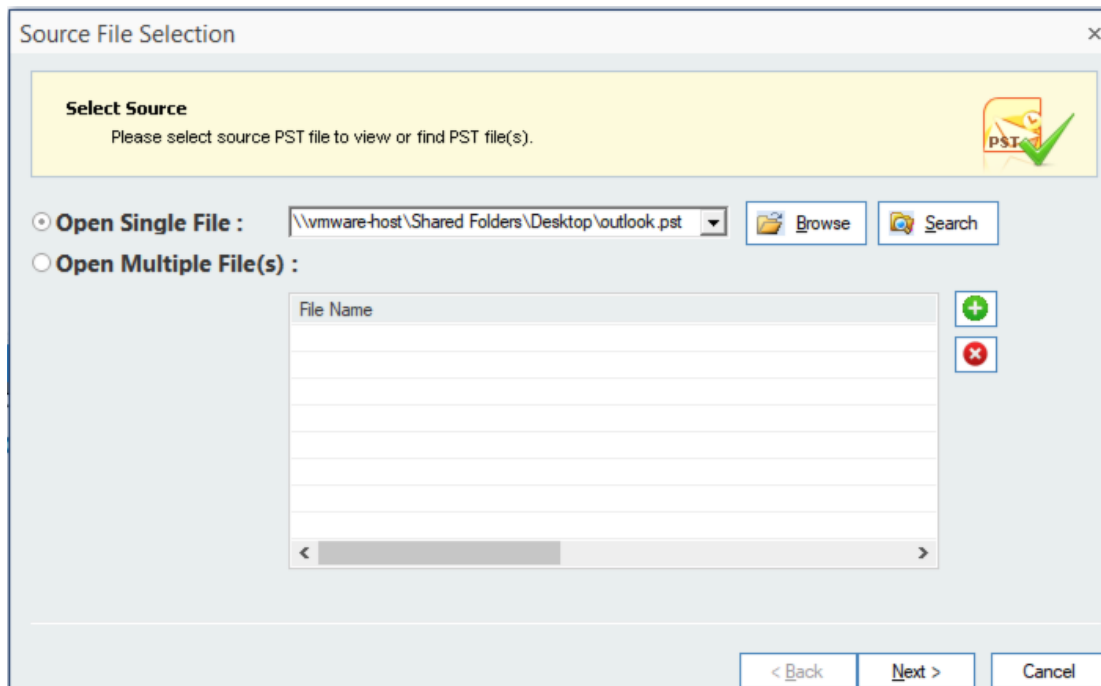 Source File Selection
Select Source
Please select source PST file to view or find PST file(s).
PST
Open Single File :
\\vmware-host\Shared Folders\Desktop\outlook.pst
Browse
Search
Open Multiple File(s) :
File Name
< Back
Next >
Cancel